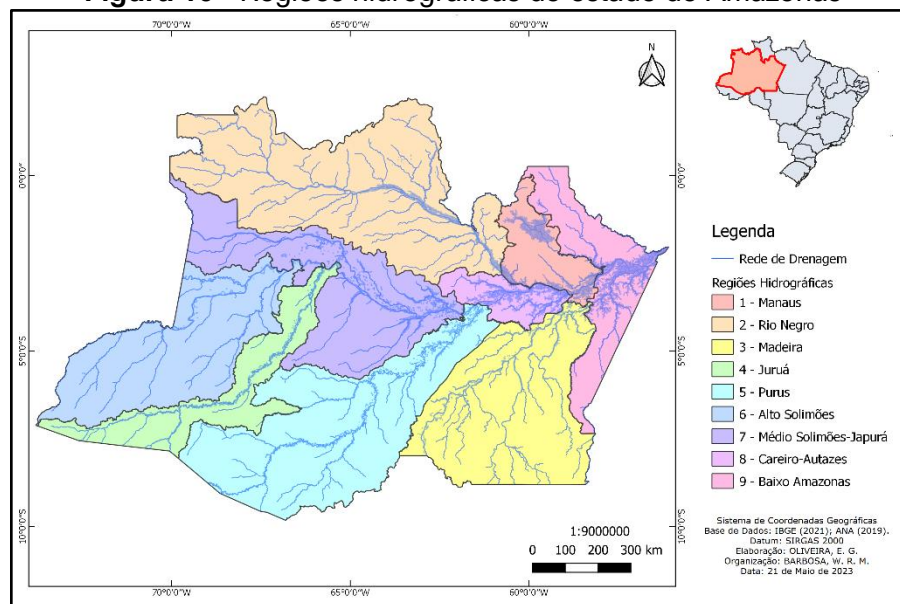 Figura 10 - Regiões hidrográficas do estado do Amazonas
70°0.0'W 65°0.0'W 60°0.0'W
N
0°0.0'S
5°0.0'S
10°0.0'S
0°0.0'S
5°0.0'S
10°0.0'S
1:9000000
0 100 200 300 km
70°0.0'W 65°0.0'W 60°0.0'W
Legenda
Rede de Drenagem
Regiões Hidrográficas
1 - Manaus
2 - Rio Negro
3 - Madeira
4 - Juruá
5 - Purus
6 - Alto Solimões
7 - Médio Solimões-Japurá
8 - Careiro-Autazes
9 - Baixo Amazonas
Sistema de Coordenadas Geográficas
Base de Dados: IBGE (2021); ANA (2019).
Datum: SIRGAS 2000
Elaboração: OLIVEIRA, E. G.
Organização: BARBOSA, W. R. M.
Data: 21 de Maio de 2023